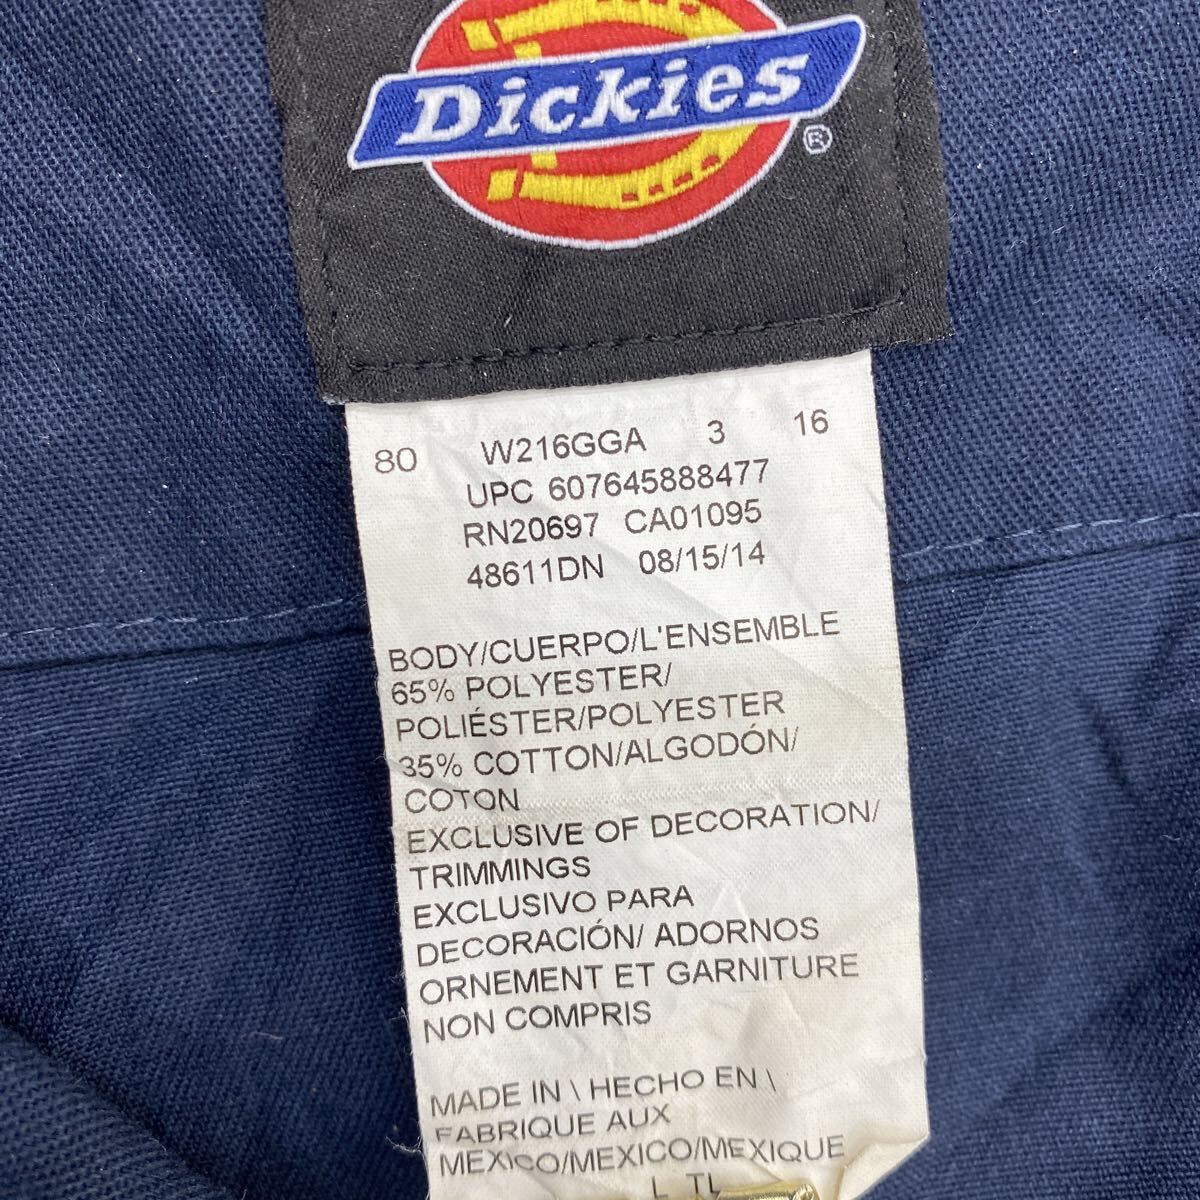 Dickies ®
80 W216GGA 3 16
UPC 607645888477
RN20697 CA01095
48611DN 08/15/14
BODY/CUERPO/L'ENSEMBLE
65% POLYESTER/
POLIÉSTER/POLYESTER
35% COTTON/ALGODÓN/
COTON
EXCLUSIVE OF DECORATION/
TRIMMINGS
EXCLUSIVO PARA
DECORACIÓN/ ADORNOS
ORNEMENT ET GARNITURE
NON COMPRIS
MADE IN \ HECHO EN \
FABRIQUE AUX
MEXICO/MEXICO/MEXIQUE
L TL